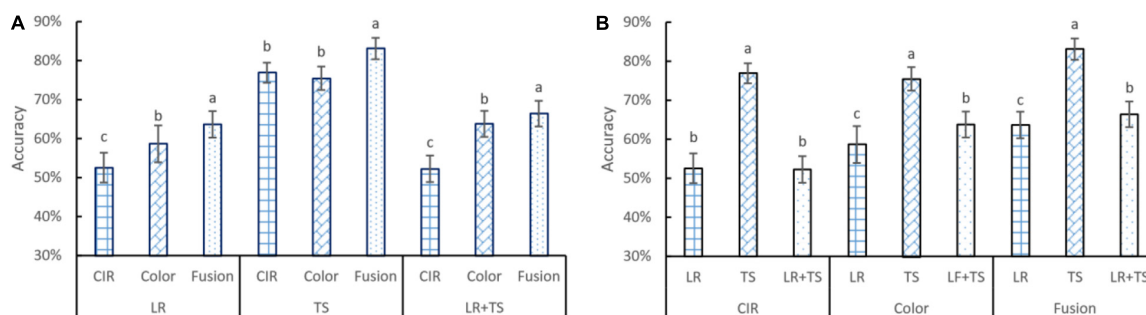 A
90%
80%
70%
60%
50%
40%
30%
Accuracy
c b a b b a c b a
CIR Color Fusion CIR Color Fusion CIR Color Fusion
LR TS LR+TS
B
90%
80%
70%
60%
50%
40%
30%
Accuracy
b a b c a b c a b
LR TS LR+TS LR TS LF+TS LR TS LR+TS
CIR Color Fusion